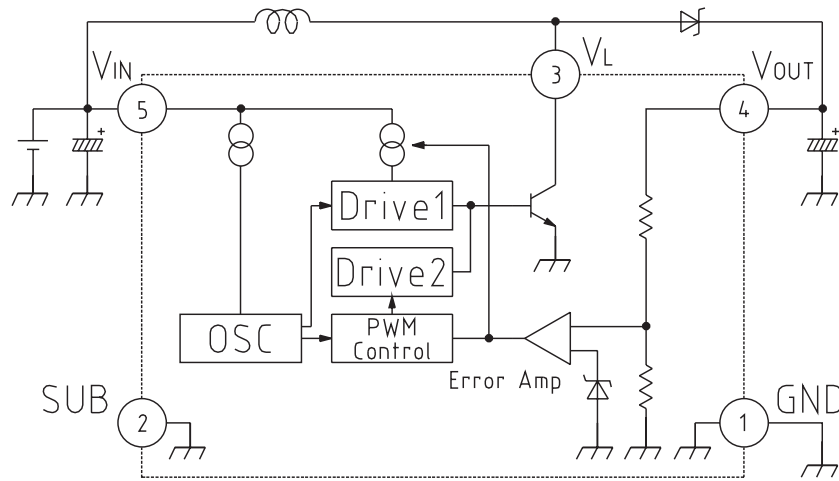 VIN
VL
VOUT
3
5
4
+
+
Drive1
Drive2
OSC
PWM
Control
Error Amp
SUB
GND
2
1